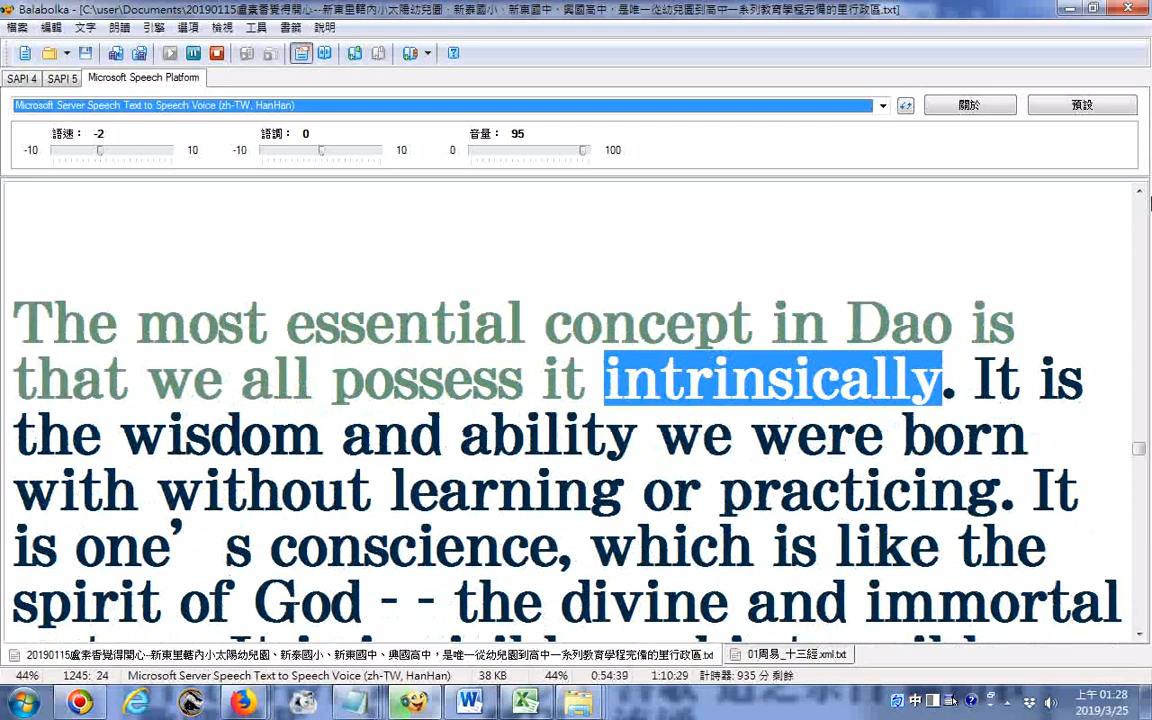 Balabolka - [C:\user\Documents\20190115盧素香覺得開心--新東里轄內小太陽幼兒園、新泰國小、新東國中、興國高中，是唯一從幼兒園到高中一系列教育學程完備的里行政區.txt]
檔案 編輯 文字 朗讀 引擎 選項 檢視 工具 書籤 說明
SAPI 4 SAPI 5 Microsoft Speech Platform
Microsoft Server Speech Text to Speech Voice (zh-TW, HanHan) 關於 預設
語速： -2 語調： 0 音量： 95
-10 10 -10 10 0 100
The most essential concept in Dao is
that we all possess it intrinsically. It is
the wisdom and ability we were born
with without learning or practicing. It
is one’s conscience, which is like the
spirit of God - - the divine and immortal
20190115盧素香覺得開心--新東里轄內小太陽幼兒園、新泰國小、新東國中、興國高中，是唯一從幼兒園到高中一系列教育學程完備的里行政區.txt 01周易_十三經.xml.txt
44% 1245: 24 Microsoft Server Speech Text to Speech Voice (zh-TW, HanHan) 38 KB 44% 0:54:39 1:10:29 計時器: 935 分 剩餘
中 上午 01:28
2019/3/25